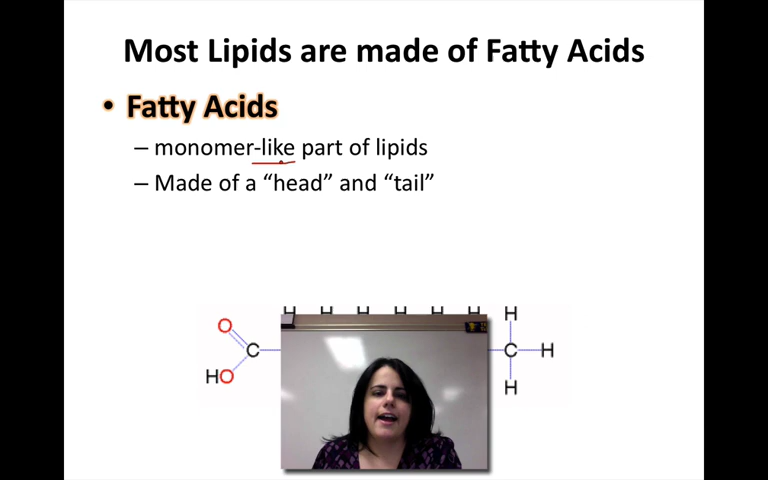 Most Lipids are made of Fatty Acids
• Fatty Acids
– monomer-like part of lipids
– Made of a “head” and “tail”
H H H H H H H
O
C C H
HO
H